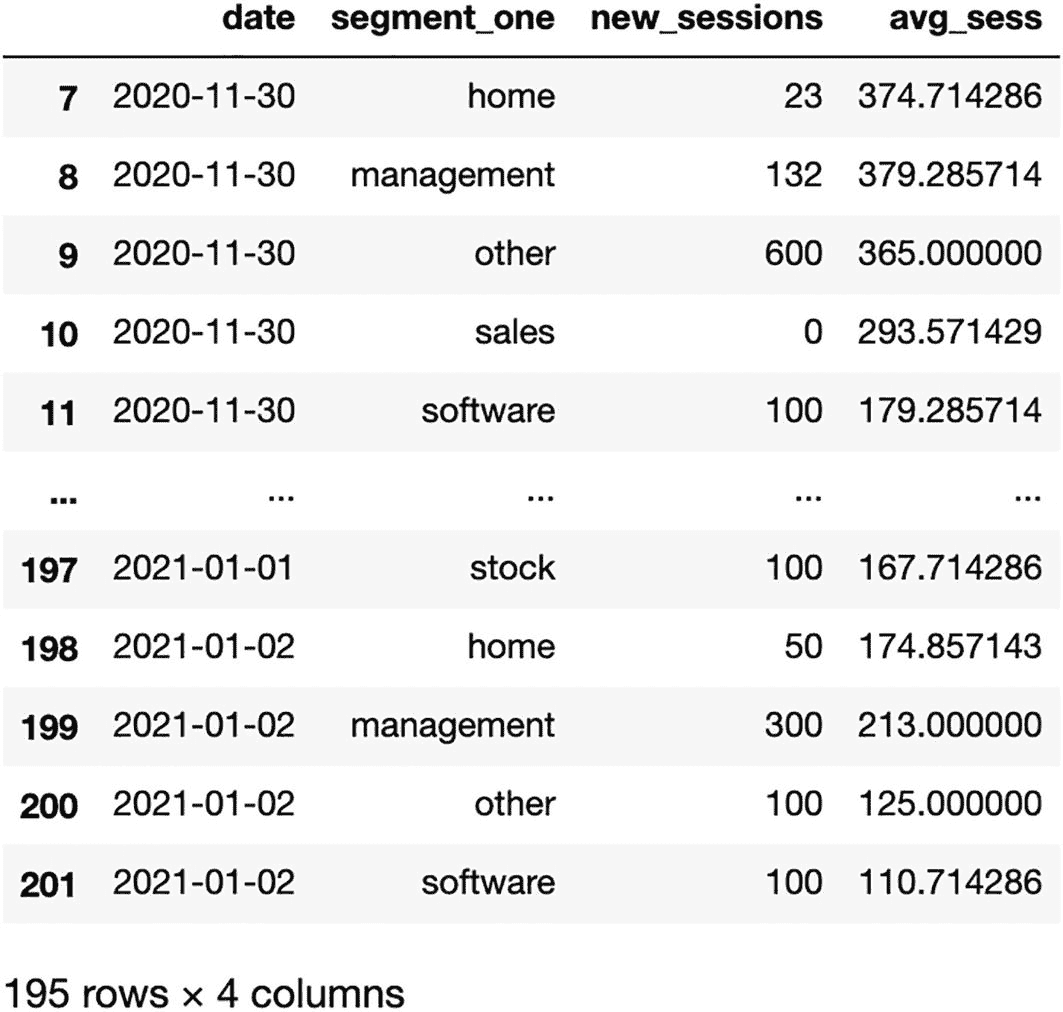 date segment_one new_sessions avg_sess
7 2020-11-30 home 23 374.714286
8 2020-11-30 management 132 379.285714
9 2020-11-30 other 600 365.000000
10 2020-11-30 sales 0 293.571429
11 2020-11-30 software 100 179.285714
... ... ... ... ...
197 2021-01-01 stock 100 167.714286
198 2021-01-02 home 50 174.857143
199 2021-01-02 management 300 213.000000
200 2021-01-02 other 100 125.000000
201 2021-01-02 software 100 110.714286
195 rows × 4 columns